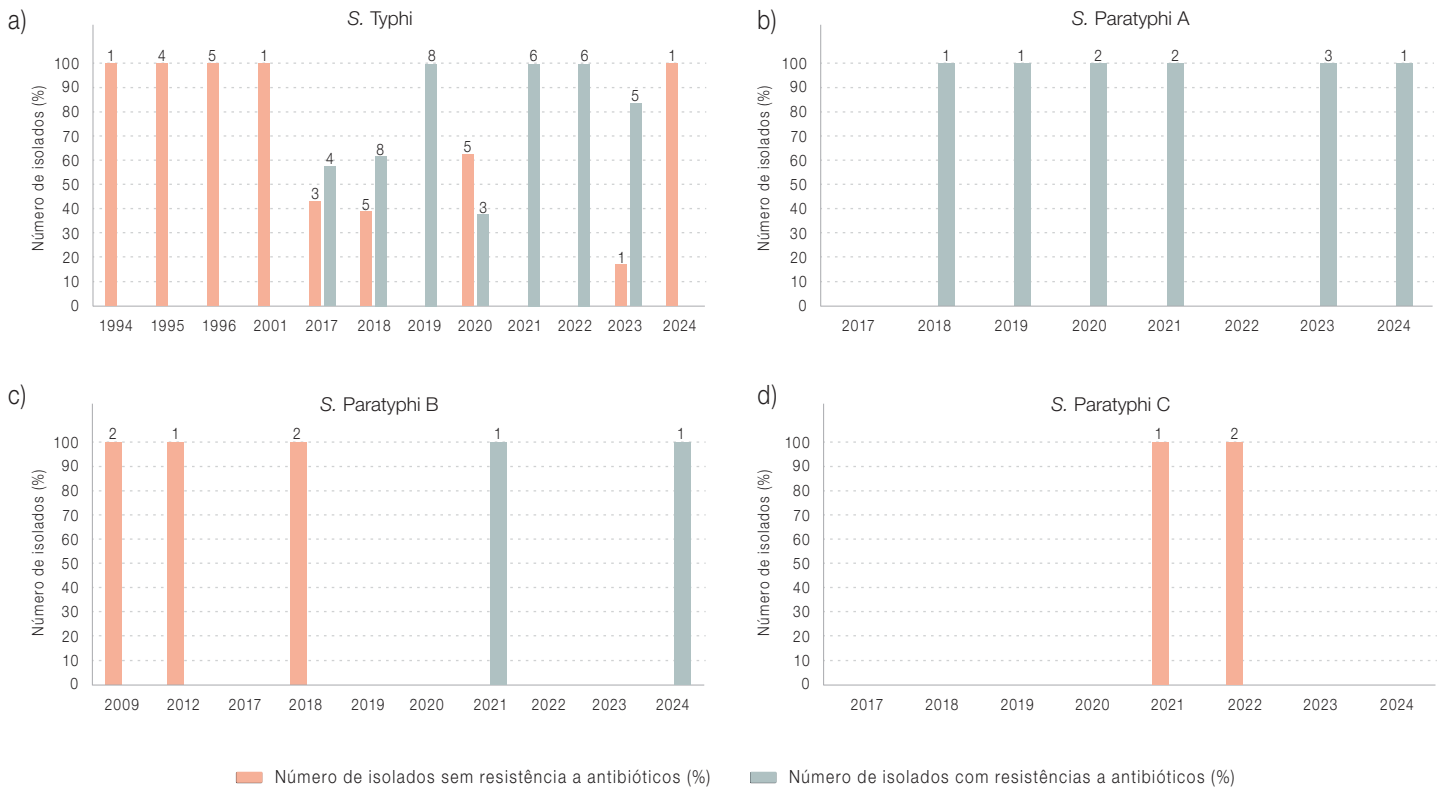 a)
S. Typhi
Número de isolados (%)
100
90
80
70
60
50
40
30
20
10
0
1 4 5 1 3 4 5 8 8 5 3 6 6 1 5 1
1994 1995 1996 2001 2017 2018 2019 2020 2021 2022 2023 2024
b)
S. Paratyphi A
Número de isolados (%)
100
90
80
70
60
50
40
30
20
10
0
1 1 2 2 3 1
2017 2018 2019 2020 2021 2022 2023 2024
c)
S. Paratyphi B
Número de isolados (%)
100
90
80
70
60
50
40
30
20
10
0
2 1 2 1 1
2009 2012 2017 2018 2019 2020 2021 2022 2023 2024
d)
S. Paratyphi C
Número de isolados (%)
100
90
80
70
60
50
40
30
20
10
0
1 2
2017 2018 2019 2020 2021 2022 2023 2024
Número de isolados sem resistência a antibióticos (%)
Número de isolados com resistências a antibióticos (%)